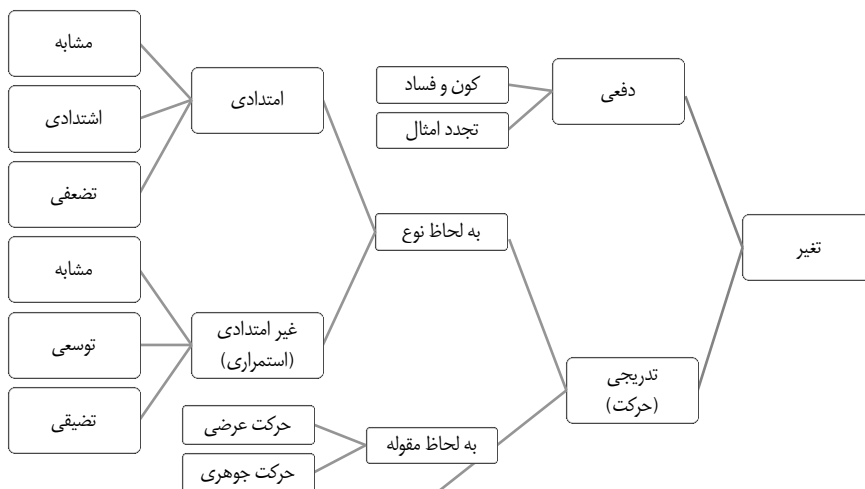 تغیر
دفعی
کون و فساد
تجدد امثال
تدریجی
(حرکت)
به لحاظ نوع
امتدادی
مشابه
اشتدادی
تضعفی
غیر امتدادی
(استمراری)
مشابه
توسعی
تضیقی
به لحاظ مقوله
حرکت عرضی
حرکت جوهری